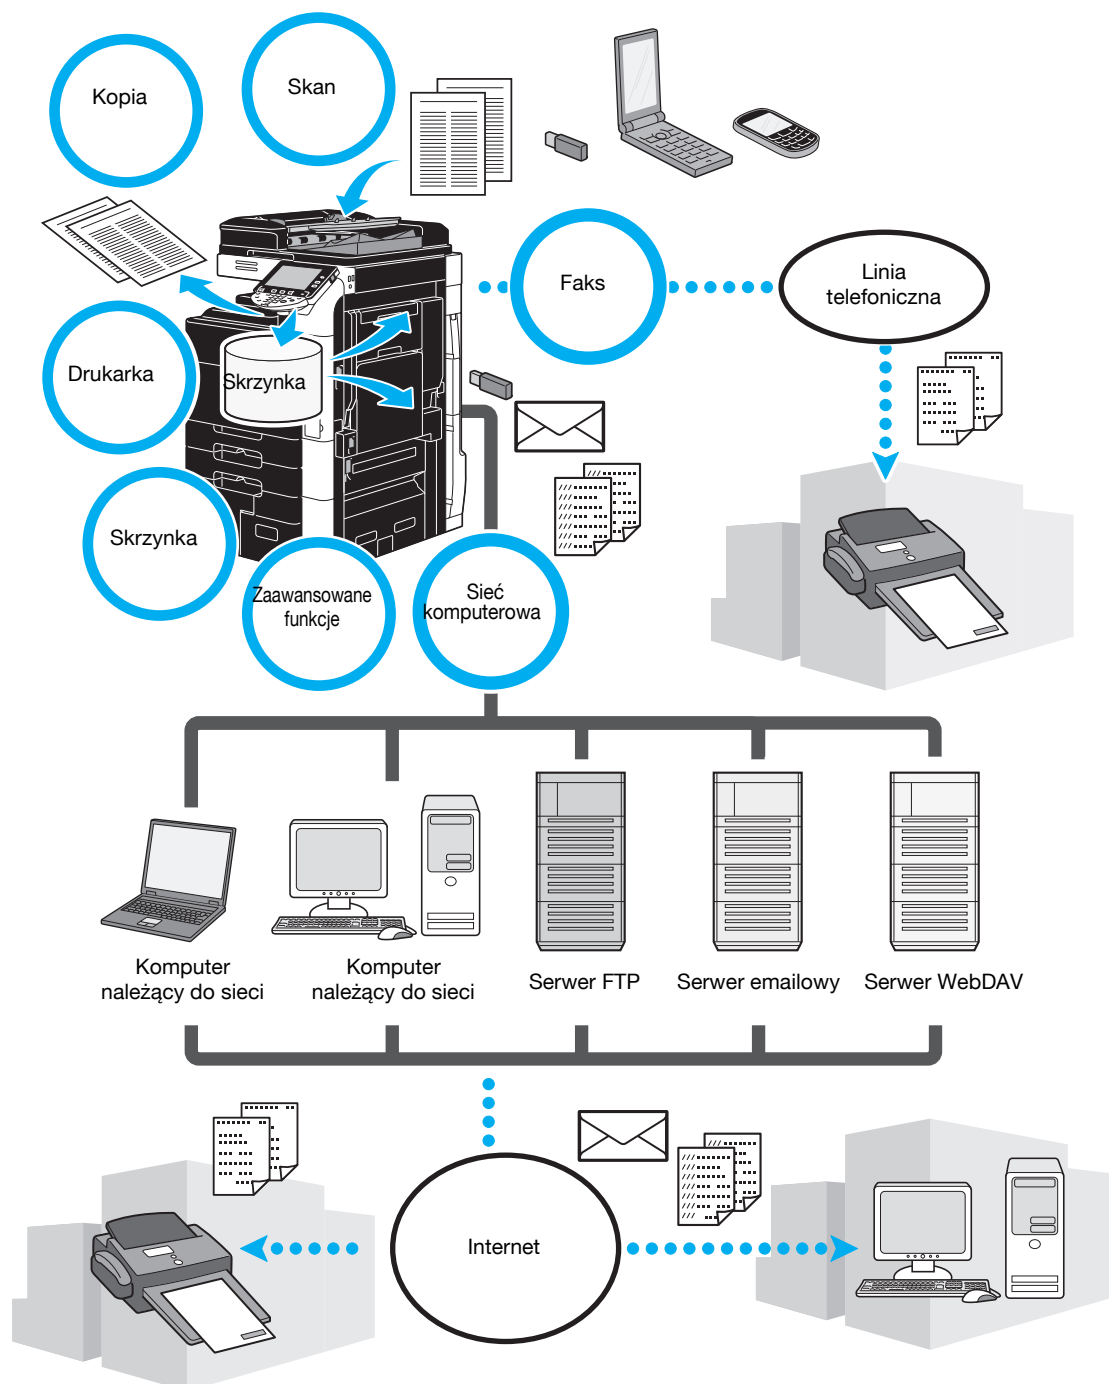 Kopia
Skan
Faks
Linia
telefoniczna
Drukarka
Skrzynka
Skrzynka
Zaawansowane
funkcje
Sieć
komputerowa
Komputer
należący do sieci
Komputer
należący do sieci
Serwer FTP
Serwer emailowy
Serwer WebDAV
Internet